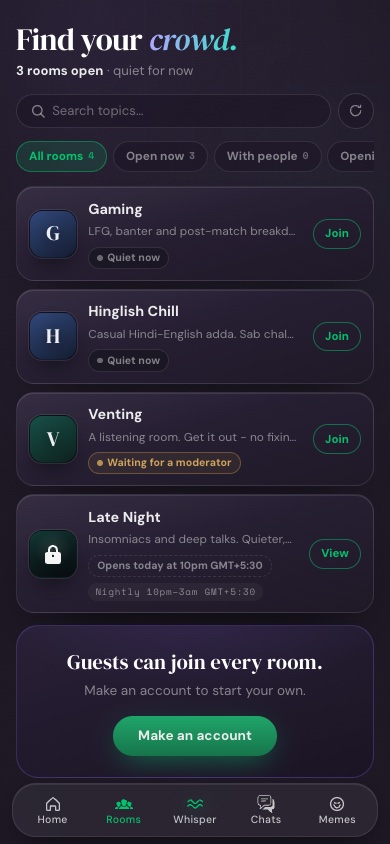 Find your crowd.
3 rooms open · quiet for now
Search topics…
All rooms 4 Open now 3 With people 0 Openi
G
Gaming
LFG, banter and post-match breakd…
Quiet now
Join
H
Hinglish Chill
Casual Hindi-English adda. Sab chal…
Quiet now
Join
V
Venting
A listening room. Get it out - no fixin…
Waiting for a moderator
Join
Late Night
Insomniacs and deep talks. Quieter,…
Opens today at 10pm GMT+5:30
Nightly 10pm–3am GMT+5:30
View
Guests can join every room.
Make an account to start your own.
Make an account
Home Rooms Whisper Chats Memes